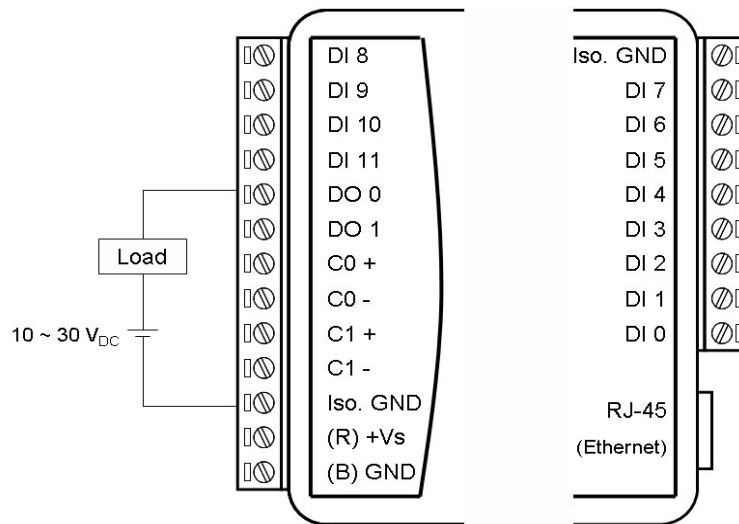 DI 8
DI 9
DI 10
DI 11
DO 0
DO 1
C0 +
C0 -
C1 +
C1 -
Iso. GND
(R) +Vs
(B) GND
Load
10 ~ 30 VDC
Iso. GND
DI 7
DI 6
DI 5
DI 4
DI 3
DI 2
DI 1
DI 0
RJ-45
(Ethernet)